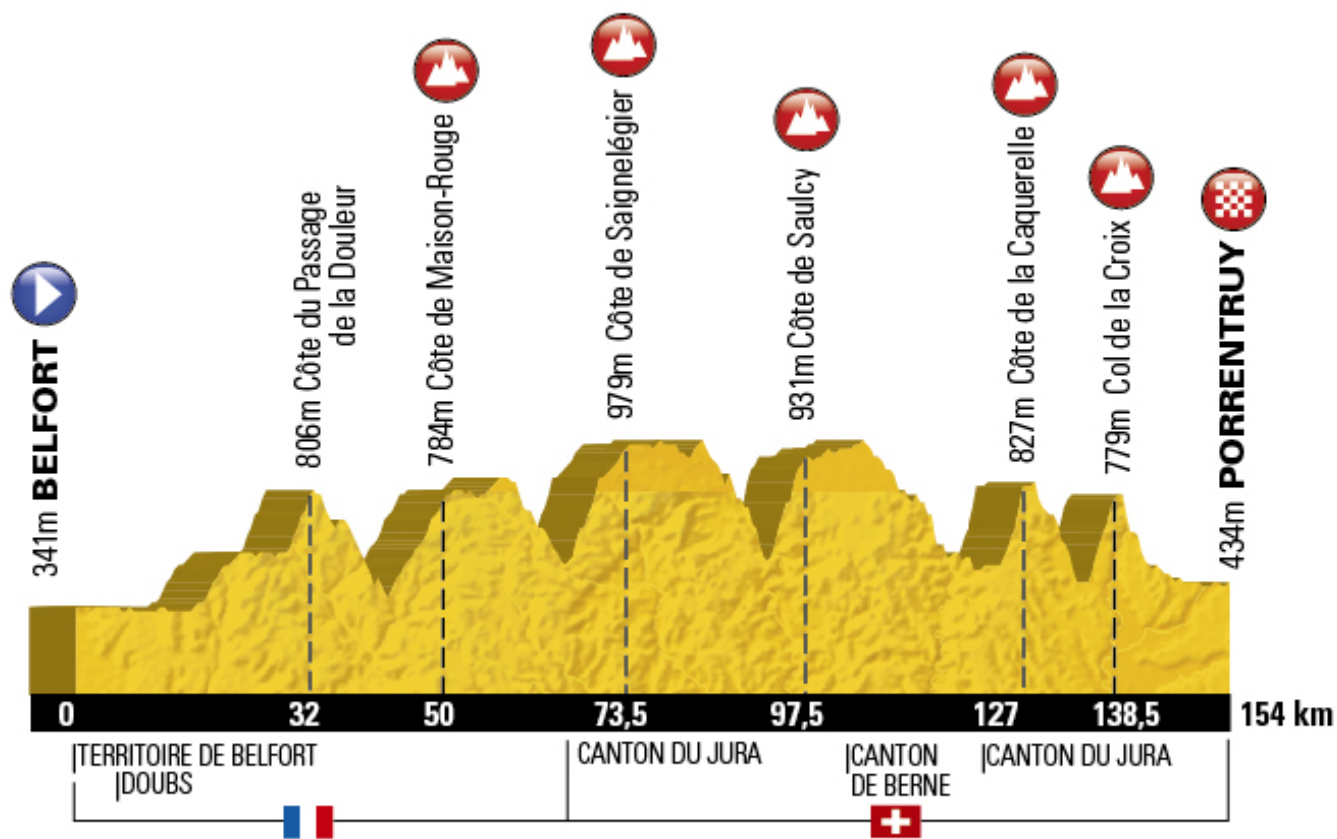 341m BELFORT
806m Côte du Passage
de la Douleur
784m Côte de Maison-Rouge
979m Côte de Saignelégier
931m Côte de Saulcy
827m Côte de la Caquerelle
779m Col de la Croix
434m PORRENTRUY
0 32 50 73,5 97,5 127 138,5 154 km
TERRITOIRE DE BELFORT
DOUBS
CANTON DU JURA
CANTON
DE BERNE
CANTON DU JURA